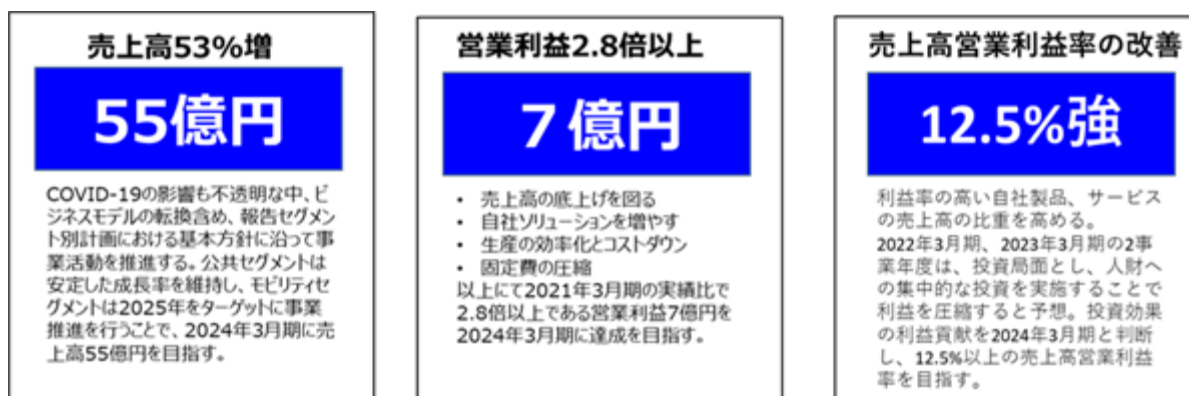 売上高53%増
55億円
COVID-19の影響も不透明な中、ビ
ジネスモデルの転換含め、報告セグメン
ト別計画における基本方針に沿って事
業活動を推進する。公共セグメントは
安定した成長率を維持し、モビリティセ
グメントは2025年をターゲットに事業
推進を行うことで、2024年3月期に売
上高55億円を目指す。
営業利益2.8倍以上
７億円
• 売上高の底上げを図る
• 自社ソリューションを増やす
• 生産の効率化とコストダウン
• 固定費の圧縮
以上にて2021年3月期の実績比で
2.8倍以上である営業利益7億円を
2024年3月期に達成を目指す。
売上高営業利益率の改善
12.5%強
利益率の高い自社製品、サービス
の売上高の比重を高める。
2022年3月期、2023年3月期の2事
業年度は、投資局面とし、人財へ
の集中的な投資を実施することで
利益を圧縮すると予想。投資効果
の利益貢献を2024年3月期と判断
し、12.5%以上の売上高営業利益
率を目指す。